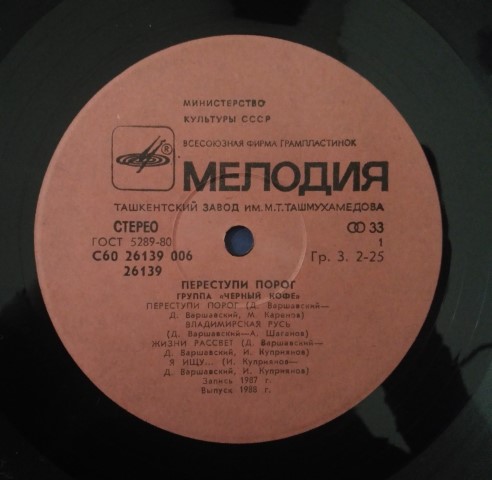 МИНИСТЕРСТВО
КУЛЬТУРЫ СССР
ВСЕСОЮЗНАЯ ФИРМА ГРАМПЛАСТИНОК
®
МЕЛОДИЯ
ТАШКЕНТСКИЙ ЗАВОД ИМ. М.Т.ТАШМУХАМЕДОВА
СТЕРЕО 33
ГОСТ 5289-80 1
С60 26139 006 Гр. 3. 2-25
26139
ПЕРЕСТУПИ ПОРОГ
ГРУППА «ЧЕРНЫЙ КОФЕ»
ПЕРЕСТУПИ ПОРОГ (Д. Варшавский—
Д. Варшавский, М. Каренов)
ВЛАДИМИРСКАЯ РУСЬ
(Д. Варшавский—А. Шаганов)
ЖИЗНИ РАССВЕТ (Д. Варшавский—
Д. Варшавский, И. Куприянов)
Я ИЩУ... (И. Куприянов—
Д. Варшавский, И. Куприянов)
Запись 1987 г.
Выпуск 1988 г.